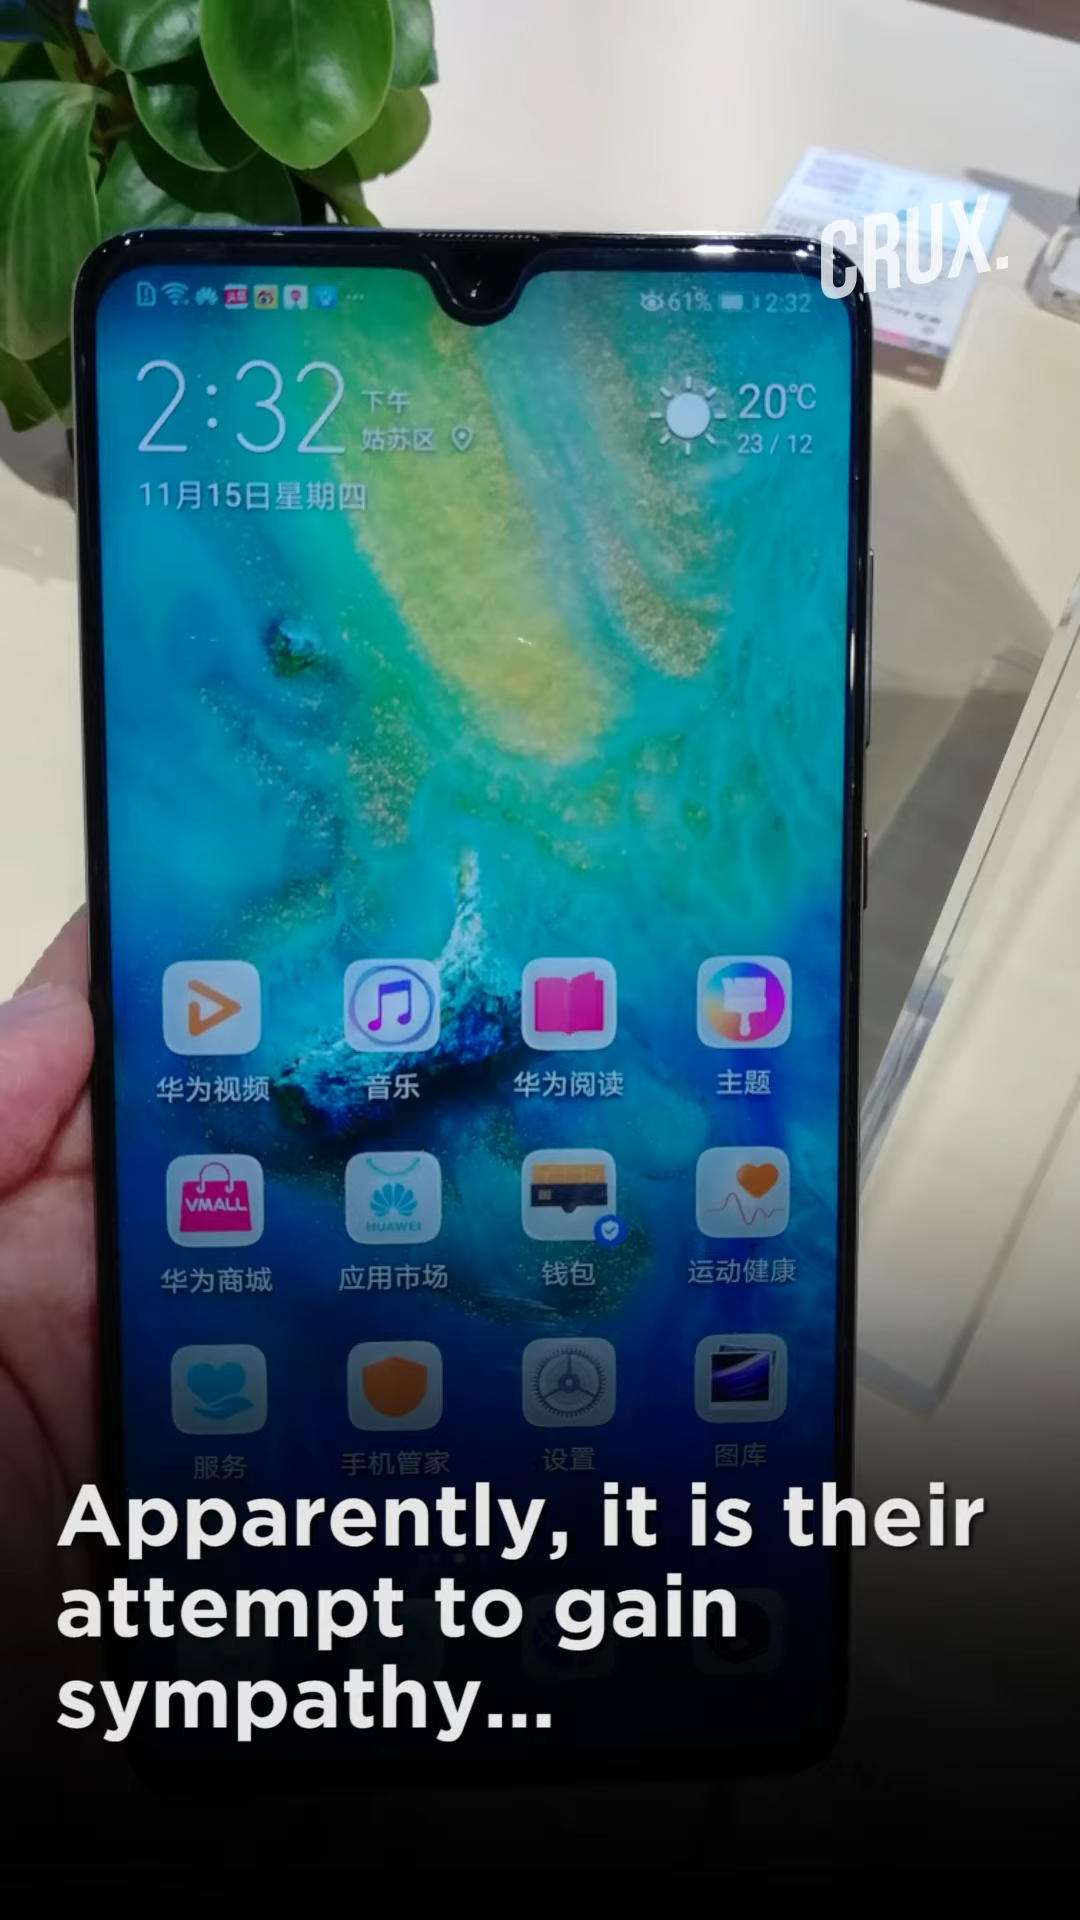 CRUX.
61% 2:32
2:32 下午
姑苏区
20℃
23 / 12
11月15日星期四
华为视频 音乐 华为阅读 主题
VMALL
HUAWEI
华为商城 应用市场 钱包 运动健康
服务 手机管家 设置 图库
Apparently, it is their
attempt to gain
sympathy...